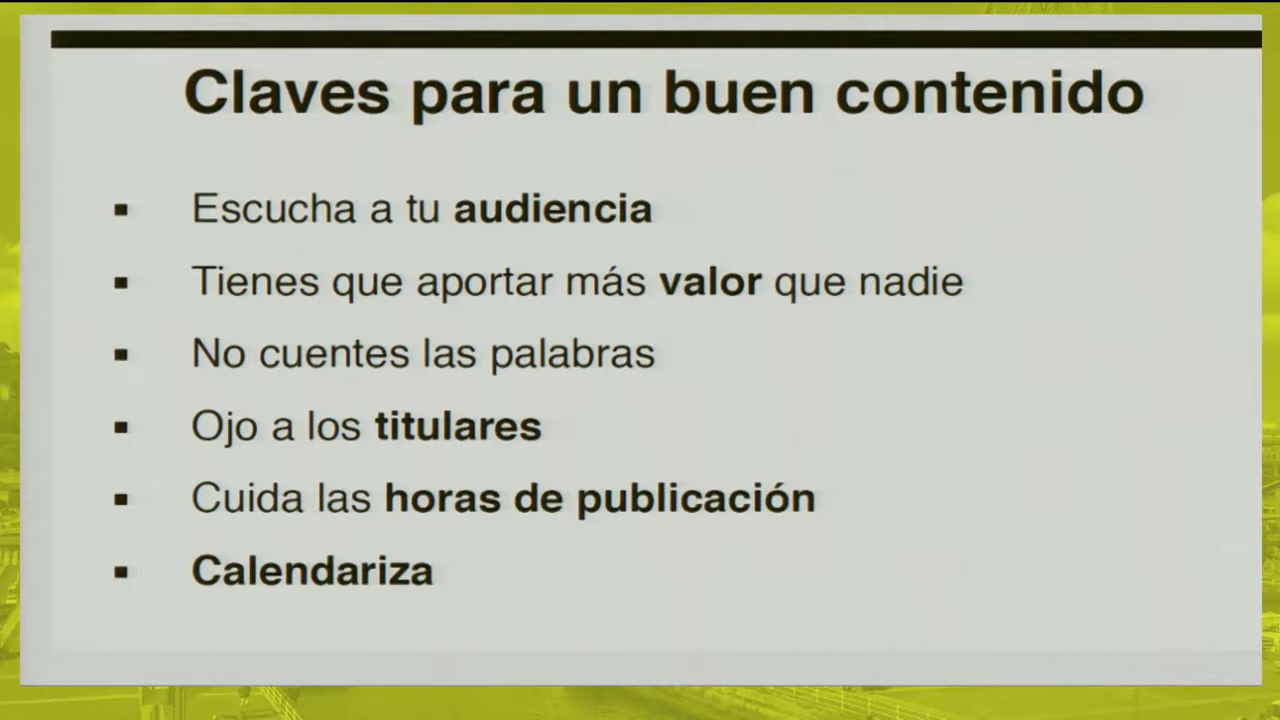 Claves para un buen contenido
Escucha a tu audiencia
Tienes que aportar más valor que nadie
No cuentes las palabras
Ojo a los titulares
Cuida las horas de publicación
Calendariza